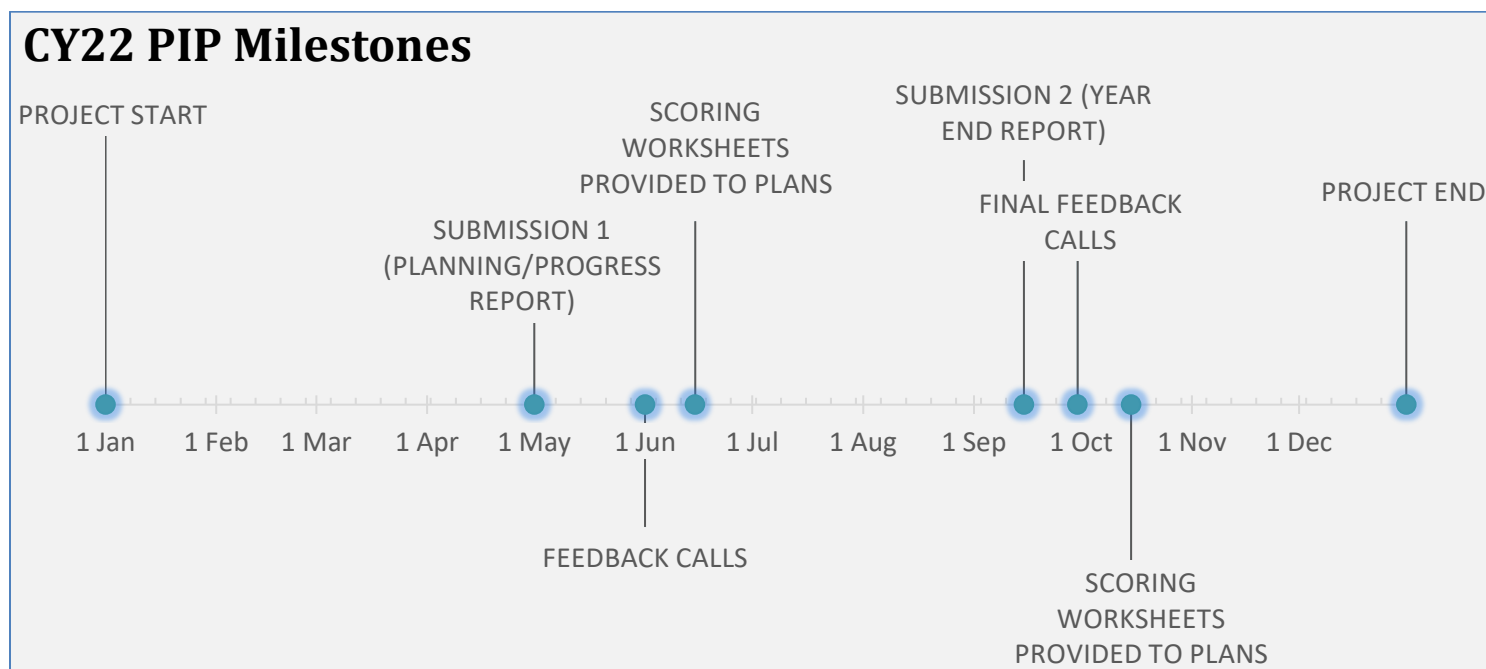 CY22 PIP Milestones
PROJECT START
SUBMISSION 1
(PLANNING/PROGRESS
REPORT)
SCORING
WORKSHEETS
PROVIDED TO PLANS
SUBMISSION 2 (YEAR
END REPORT)
FINAL FEEDBACK
CALLS
PROJECT END
1 Jan
1 Feb
1 Mar
1 Apr
1 May
1 Jun
1 Jul
1 Aug
1 Sep
1 Oct
1 Nov
1 Dec
FEEDBACK CALLS
SCORING
WORKSHEETS
PROVIDED TO PLANS